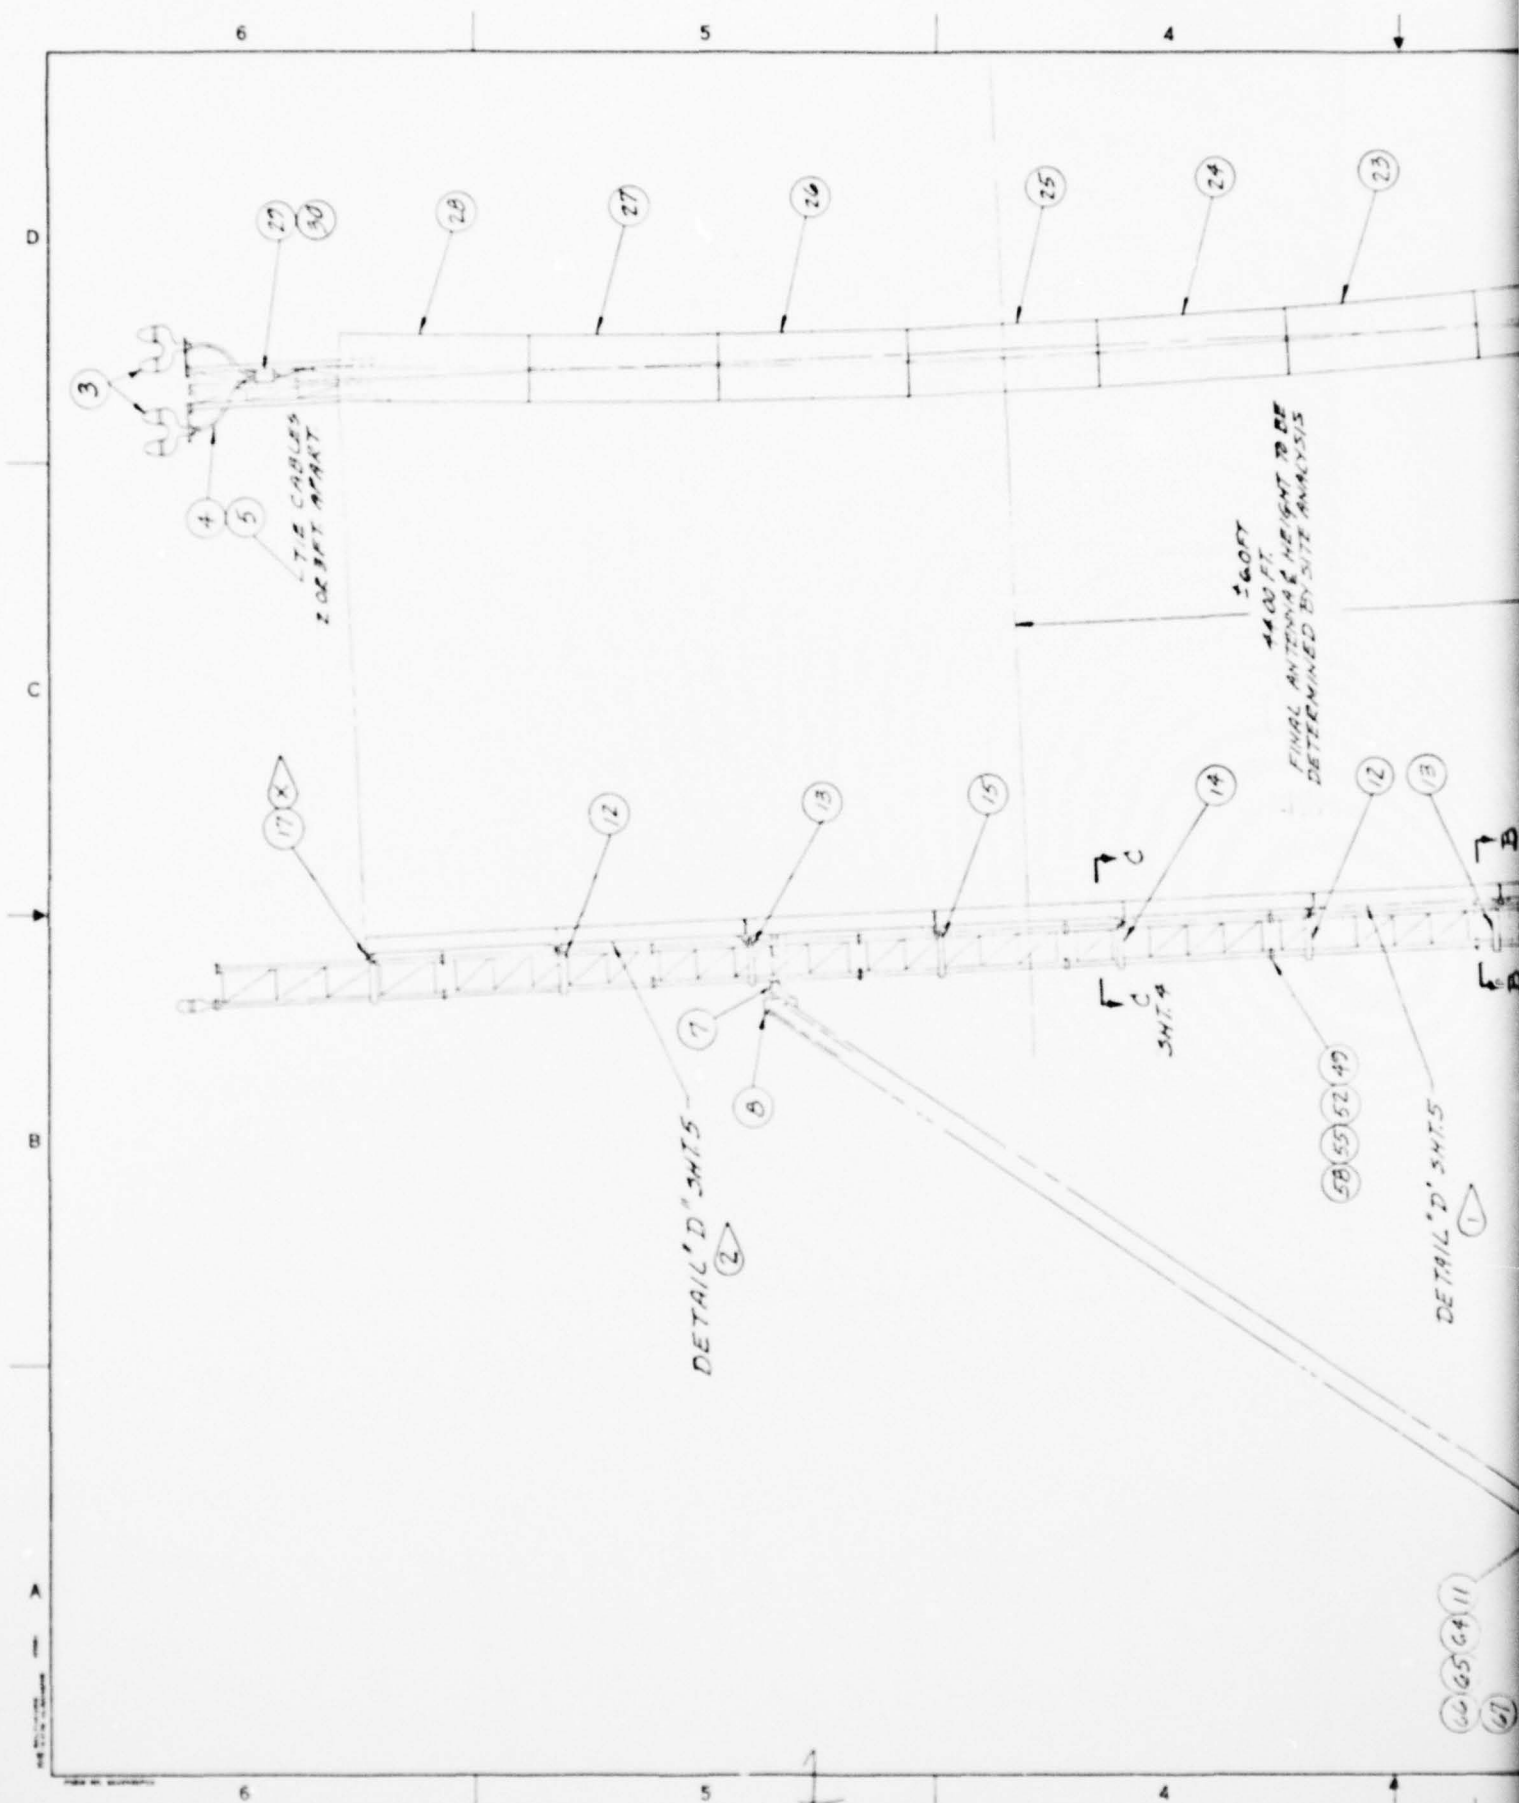 6 5 4
D
29 30
28
27
26
25
24
23
3
4 5
TIE CABLES
2 OR 3 FT APART
C
±6.0 FT
44.00 FT.
FINAL ANTENNA ℄ HEIGHT TO BE
DETERMINED BY SITE ANALYSIS
17 X
12
13
15
14
12
13
C
B
C
SHT.4
B
7
8
B
58 55 52 49
DETAIL "D" SHT.5
2
DETAIL "D" SHT.5
1
A
66 65 64 11
67
6 5 4